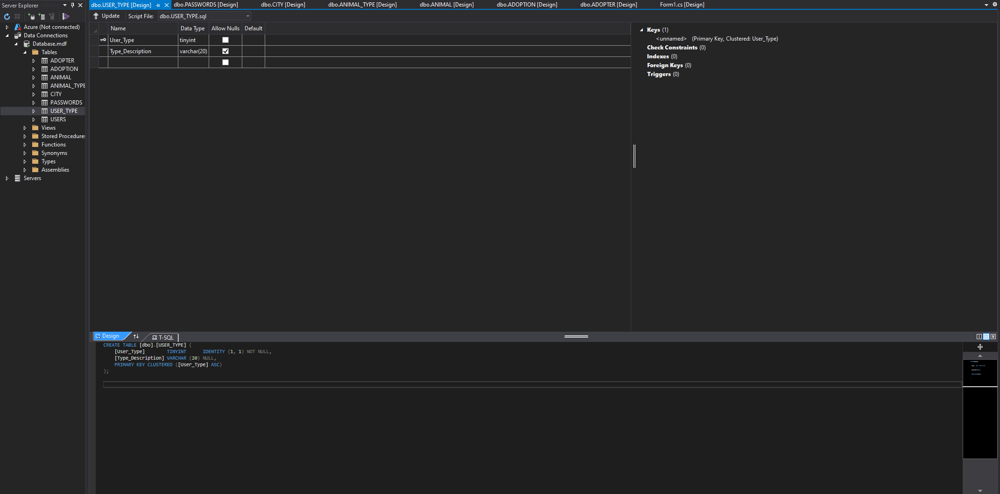 Server Explorer
Azure (Not connected)
Data Connections
Database.mdf
Tables
ADOPTER
ADOPTION
ANIMAL
ANIMAL_TYPE
CITY
PASSWORDS
USER_TYPE
USERS
Views
Stored Procedures
Functions
Synonyms
Types
Assemblies
Servers
dbo.USER_TYPE [Design] dbo.PASSWORDS [Design] dbo.CITY [Design] dbo.ANIMAL_TYPE [Design] dbo.ANIMAL [Design] dbo.ADOPTION [Design] dbo.ADOPTER [Design] Form1.cs [Design]
Update Script File: dbo.USER_TYPE.sql
Name Data Type Allow Nulls Default
User_Type tinyint
Type_Description varchar(20)
Keys (1)
<unnamed> (Primary Key, Clustered: User_Type)
Check Constraints (0)
Indexes (0)
Foreign Keys (0)
Triggers (0)
Design T-SQL
CREATE TABLE [dbo].[USER_TYPE] (
[User_Type] TINYINT IDENTITY (1, 1) NOT NULL,
[Type_Description] VARCHAR (20) NULL,
PRIMARY KEY CLUSTERED ([User_Type] ASC)
);